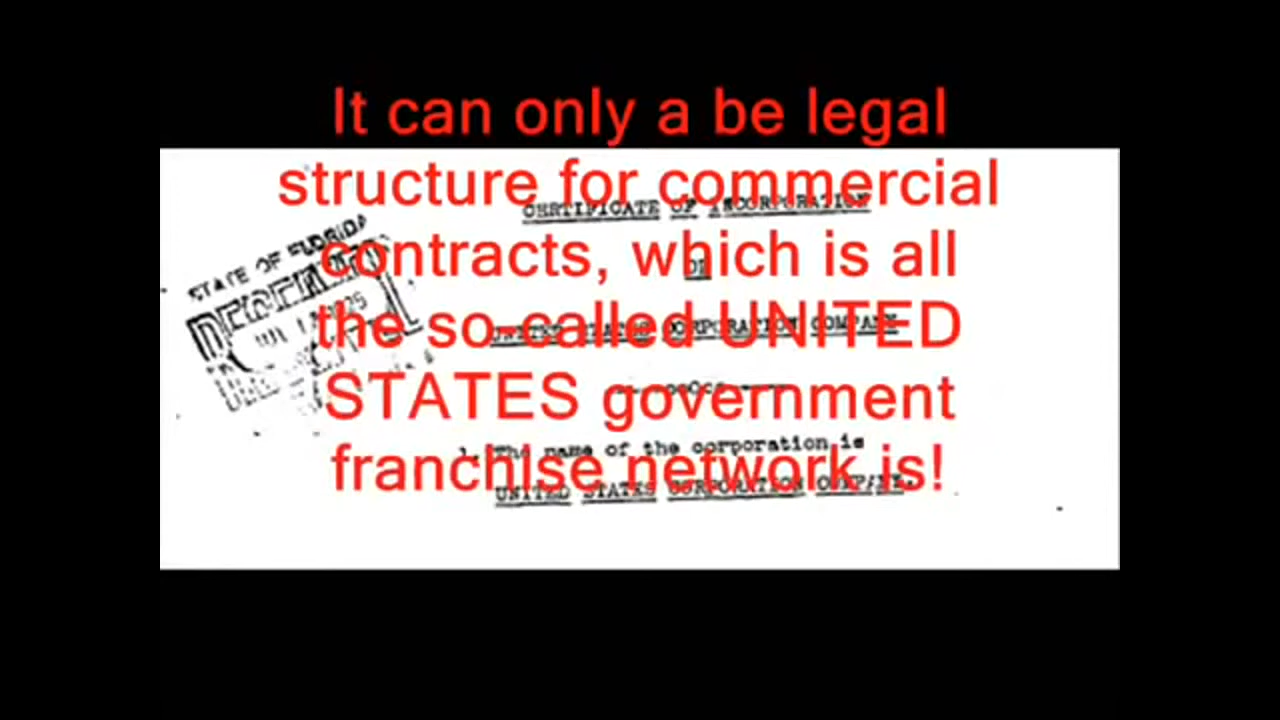 It can only a be legal
structure for commercial
CERTIFICATE OF INCORPORATION
STATE OF FLORIDA
contracts, which is all
OF
the so-called UNITED
UNITED STATES CORPORATION COMPANY
STATES government
1. The name of the corporation is
franchise network is!
UNITED STATES CORPORATION COMPANY.